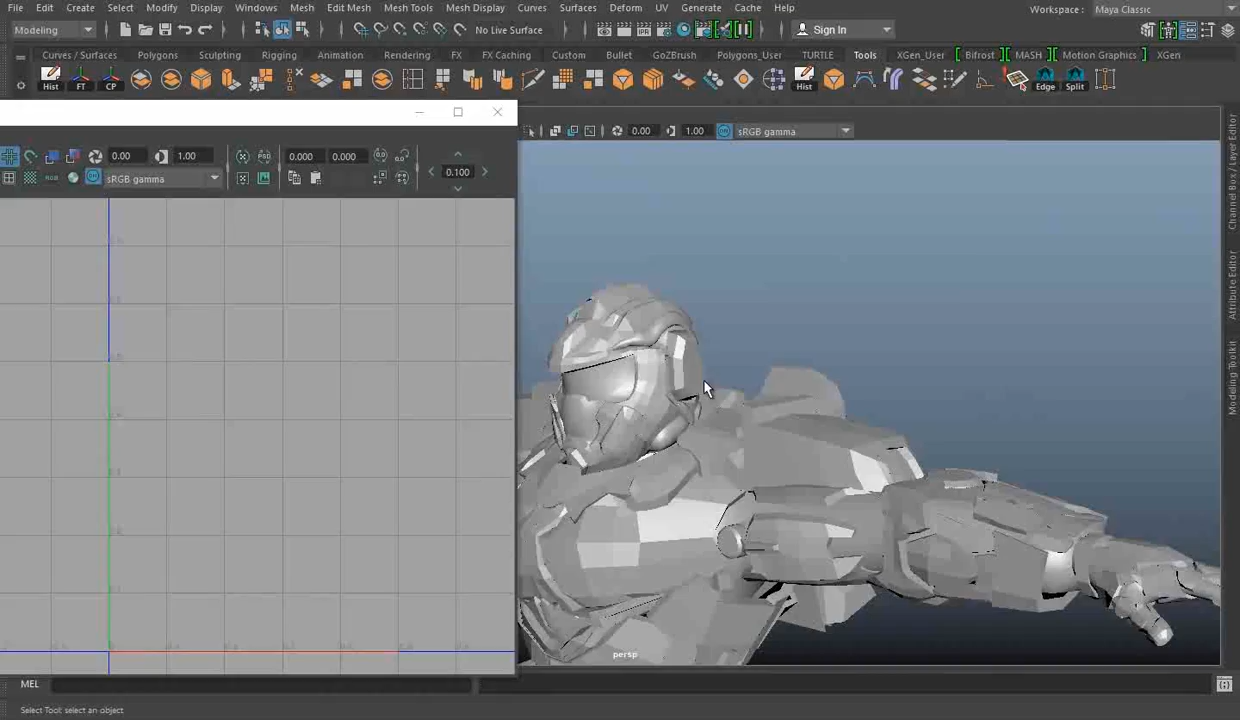 File Edit Create Select Modify Display Windows Mesh Edit Mesh Mesh Tools Mesh Display Curves Surfaces Deform UV Generate Cache Help Workspace : Maya Classic
Modeling No Live Surface Sign In
Curves / Surfaces Polygons Sculpting Rigging Animation Rendering FX FX Caching Custom Bullet GoZBrush Polygons_User TURTLE Tools XGen_User Bifrost MASH Motion Graphics XGen
Hist FT CP Hist Edge Split
0.00 1.00 sRGB gamma
0.00 1.00 0.000 0.000
sRGB gamma 0.100
Channel Box / Layer Editor
Attribute Editor
Modeling Toolkit
persp
MEL
Select Tool: select an object